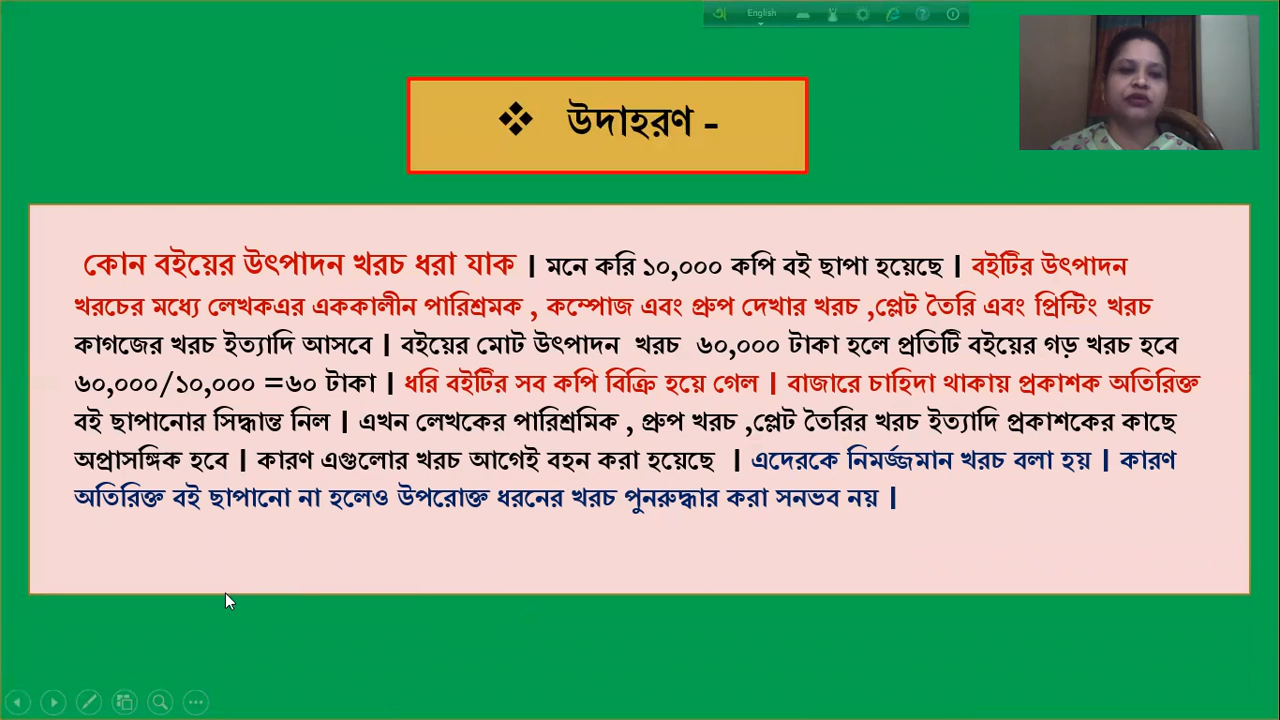 English
❖ উদাহরণ -
কোন বইয়ের উৎপাদন খরচ ধরা যাক | মনে করি ১০,০০০ কপি বই ছাপা হয়েছে | বইটির উৎপাদন
খরচের মধ্যে লেখকএর এককালীন পারিশ্রমক , কম্পোজ এবং প্রুপ দেখার খরচ ,প্লেট তৈরি এবং প্রিন্টিং খরচ
কাগজের খরচ ইত্যাদি আসবে | বইয়ের মোট উৎপাদন খরচ ৬০,০০০ টাকা হলে প্রতিটি বইয়ের গড় খরচ হবে
৬০,০০০/১০,০০০ =৬০ টাকা | ধরি বইটির সব কপি বিক্রি হয়ে গেল | বাজারে চাহিদা থাকায় প্রকাশক অতিরিক্ত
বই ছাপানোর সিদ্ধান্ত নিল | এখন লেখকের পারিশ্রমিক , প্রুপ খরচ ,প্লেট তৈরির খরচ ইত্যাদি প্রকাশকের কাছে
অপ্রাসঙ্গিক হবে | কারণ এগুলোর খরচ আগেই বহন করা হয়েছে | এদেরকে নিমর্জ্জমান খরচ বলা হয় | কারণ
অতিরিক্ত বই ছাপানো না হলেও উপরোক্ত ধরনের খরচ পুনরুদ্ধার করা সনভব নয় |